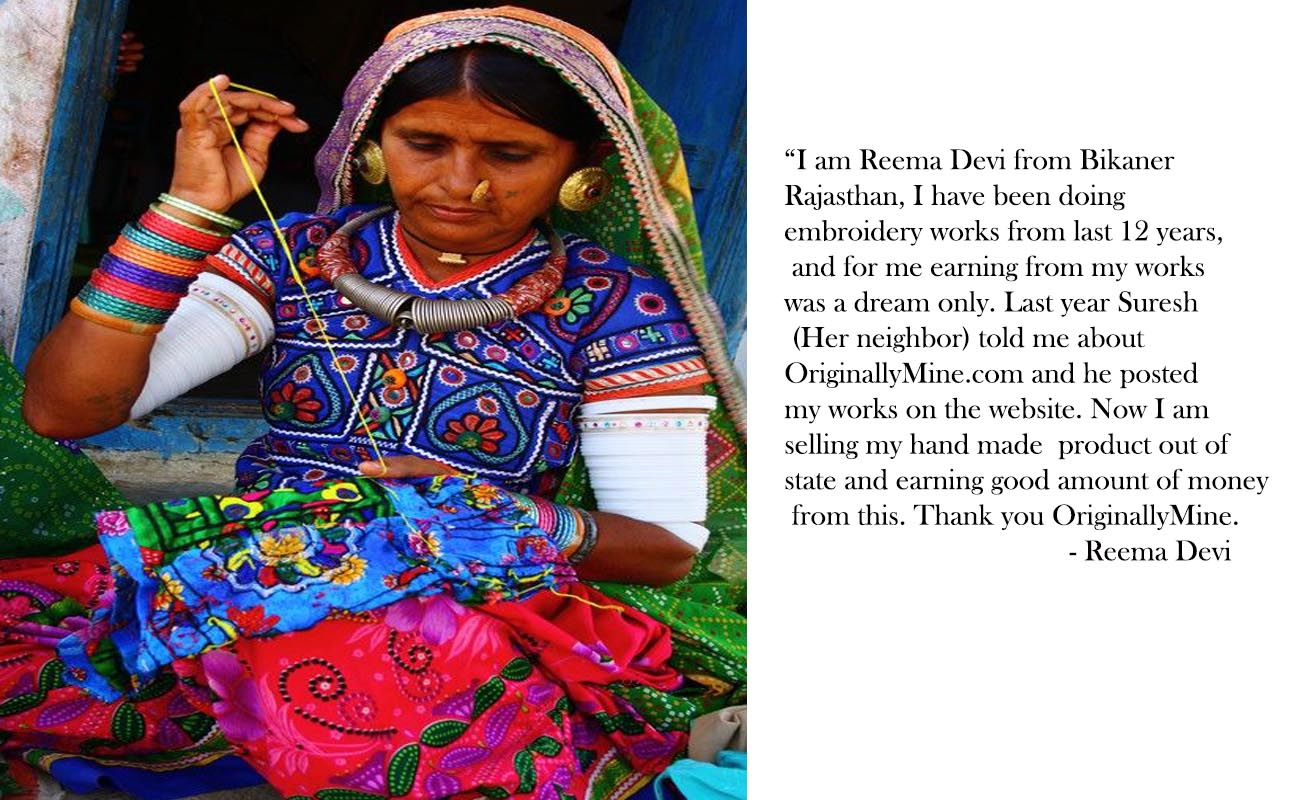 “I am Reema Devi from Bikaner
Rajasthan, I have been doing
embroidery works from last 12 years,
and for me earning from my works
was a dream only. Last year Suresh
(Her neighbor) told me about
OriginallyMine.com and he posted
my works on the website. Now I am
selling my hand made  product out of
state and earning good amount of money
from this. Thank you OriginallyMine.
- Reema Devi